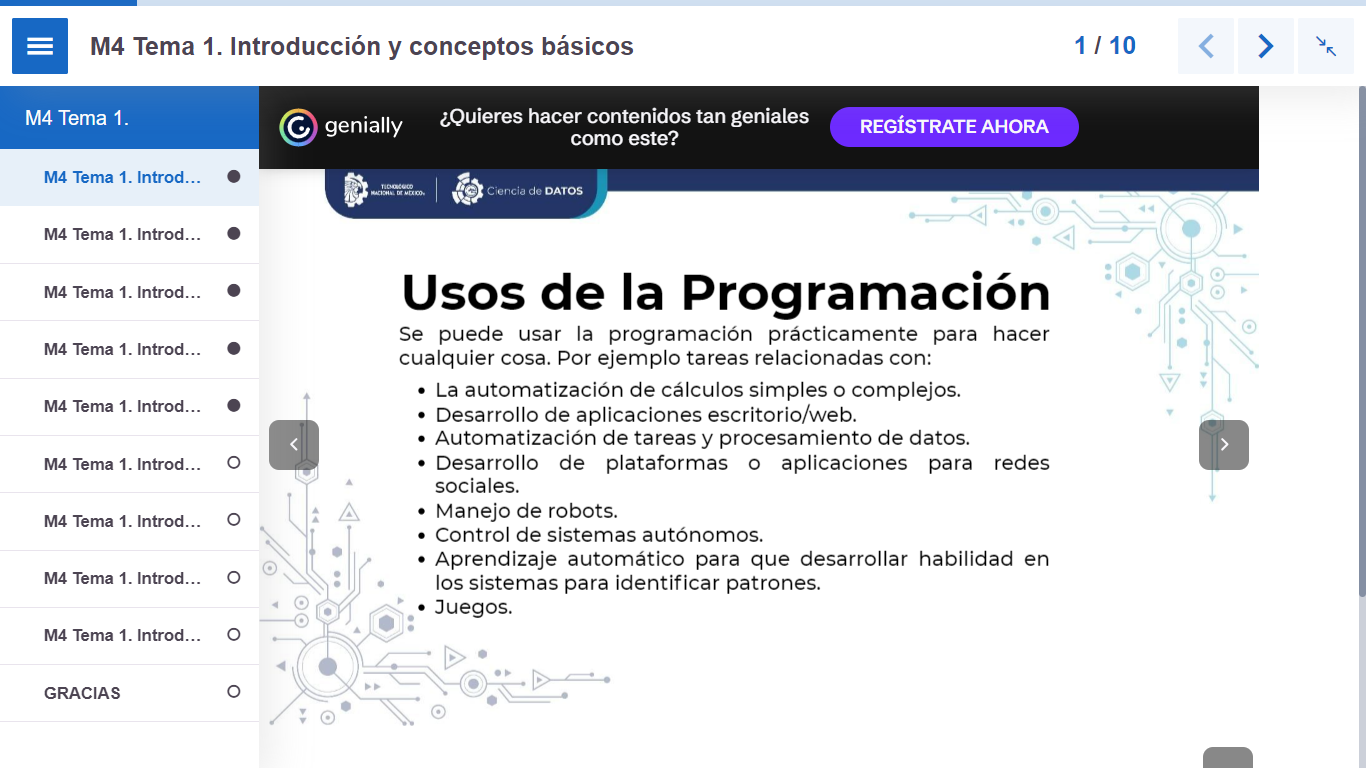 M4 Tema 1. Introducción y conceptos básicos
1 / 10
M4 Tema 1.
M4 Tema 1. Introd...
M4 Tema 1. Introd...
M4 Tema 1. Introd...
M4 Tema 1. Introd...
M4 Tema 1. Introd...
M4 Tema 1. Introd...
M4 Tema 1. Introd...
M4 Tema 1. Introd...
M4 Tema 1. Introd...
GRACIAS
genially
¿Quieres hacer contenidos tan geniales
como este?
REGÍSTRATE AHORA
TECNOLÓGICO
NACIONAL DE MÉXICO
Ciencia de DATOS
Usos de la Programación
Se puede usar la programación prácticamente para hacer
cualquier cosa. Por ejemplo tareas relacionadas con:
• La automatización de cálculos simples o complejos.
• Desarrollo de aplicaciones escritorio/web.
• Automatización de tareas y procesamiento de datos.
• Desarrollo de plataformas o aplicaciones para redes
sociales.
• Manejo de robots.
• Control de sistemas autónomos.
• Aprendizaje automático para que desarrollar habilidad en
los sistemas para identificar patrones.
• Juegos.